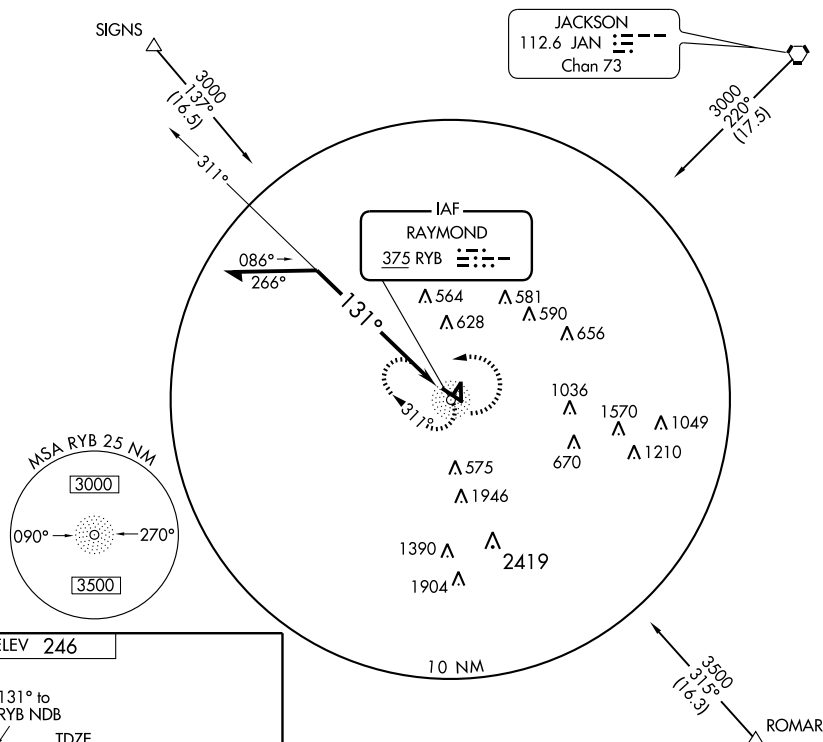 SIGNS
3000
137°
(16.5)
JACKSON
112.6 JAN
Chan 73
3000
220°
(17.5)
311°
IAF
RAYMOND
375 RYB
086°
266°
131°
564
581
590
628
656
311°
1036
1570
1049
670
1210
575
1946
1390
2419
1904
MSA RYB 25 NM
3000
090°
270°
3500
10 NM
3500
315°
(16.3)
ROMAR
ELEV 246
131° to
RYB NDB
TDZE